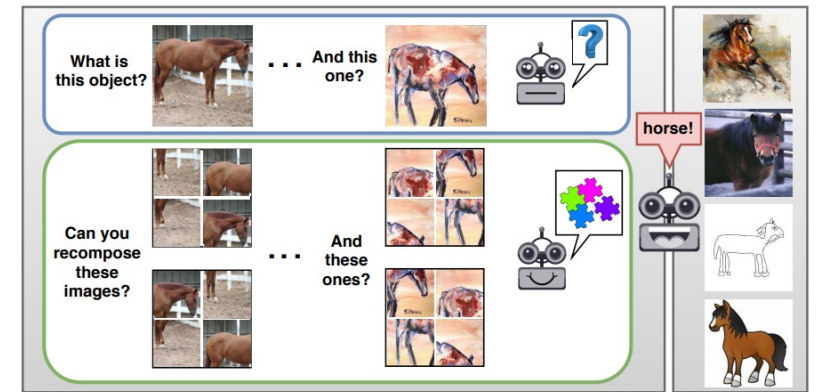 What is
this object?
And this
one?
horse!
Can you
recompose
these
images?
And
these
ones?